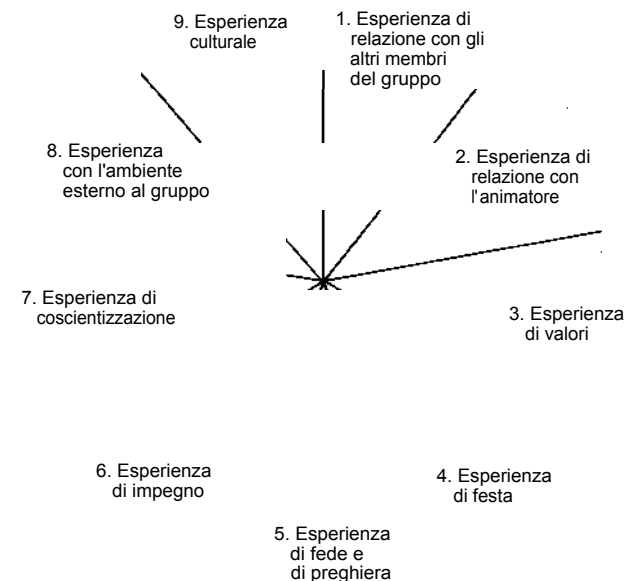 9. Esperienza
culturale
1. Esperienza di
relazione con gli
altri membri
del gruppo
8. Esperienza
con l'ambiente
esterno al gruppo
2. Esperienza di
relazione con
l'animatore
7. Esperienza di
coscientizzazione
3. Esperienza
di valori
6. Esperienza
di impegno
4. Esperienza
di festa
5. Esperienza
di fede e
di preghiera